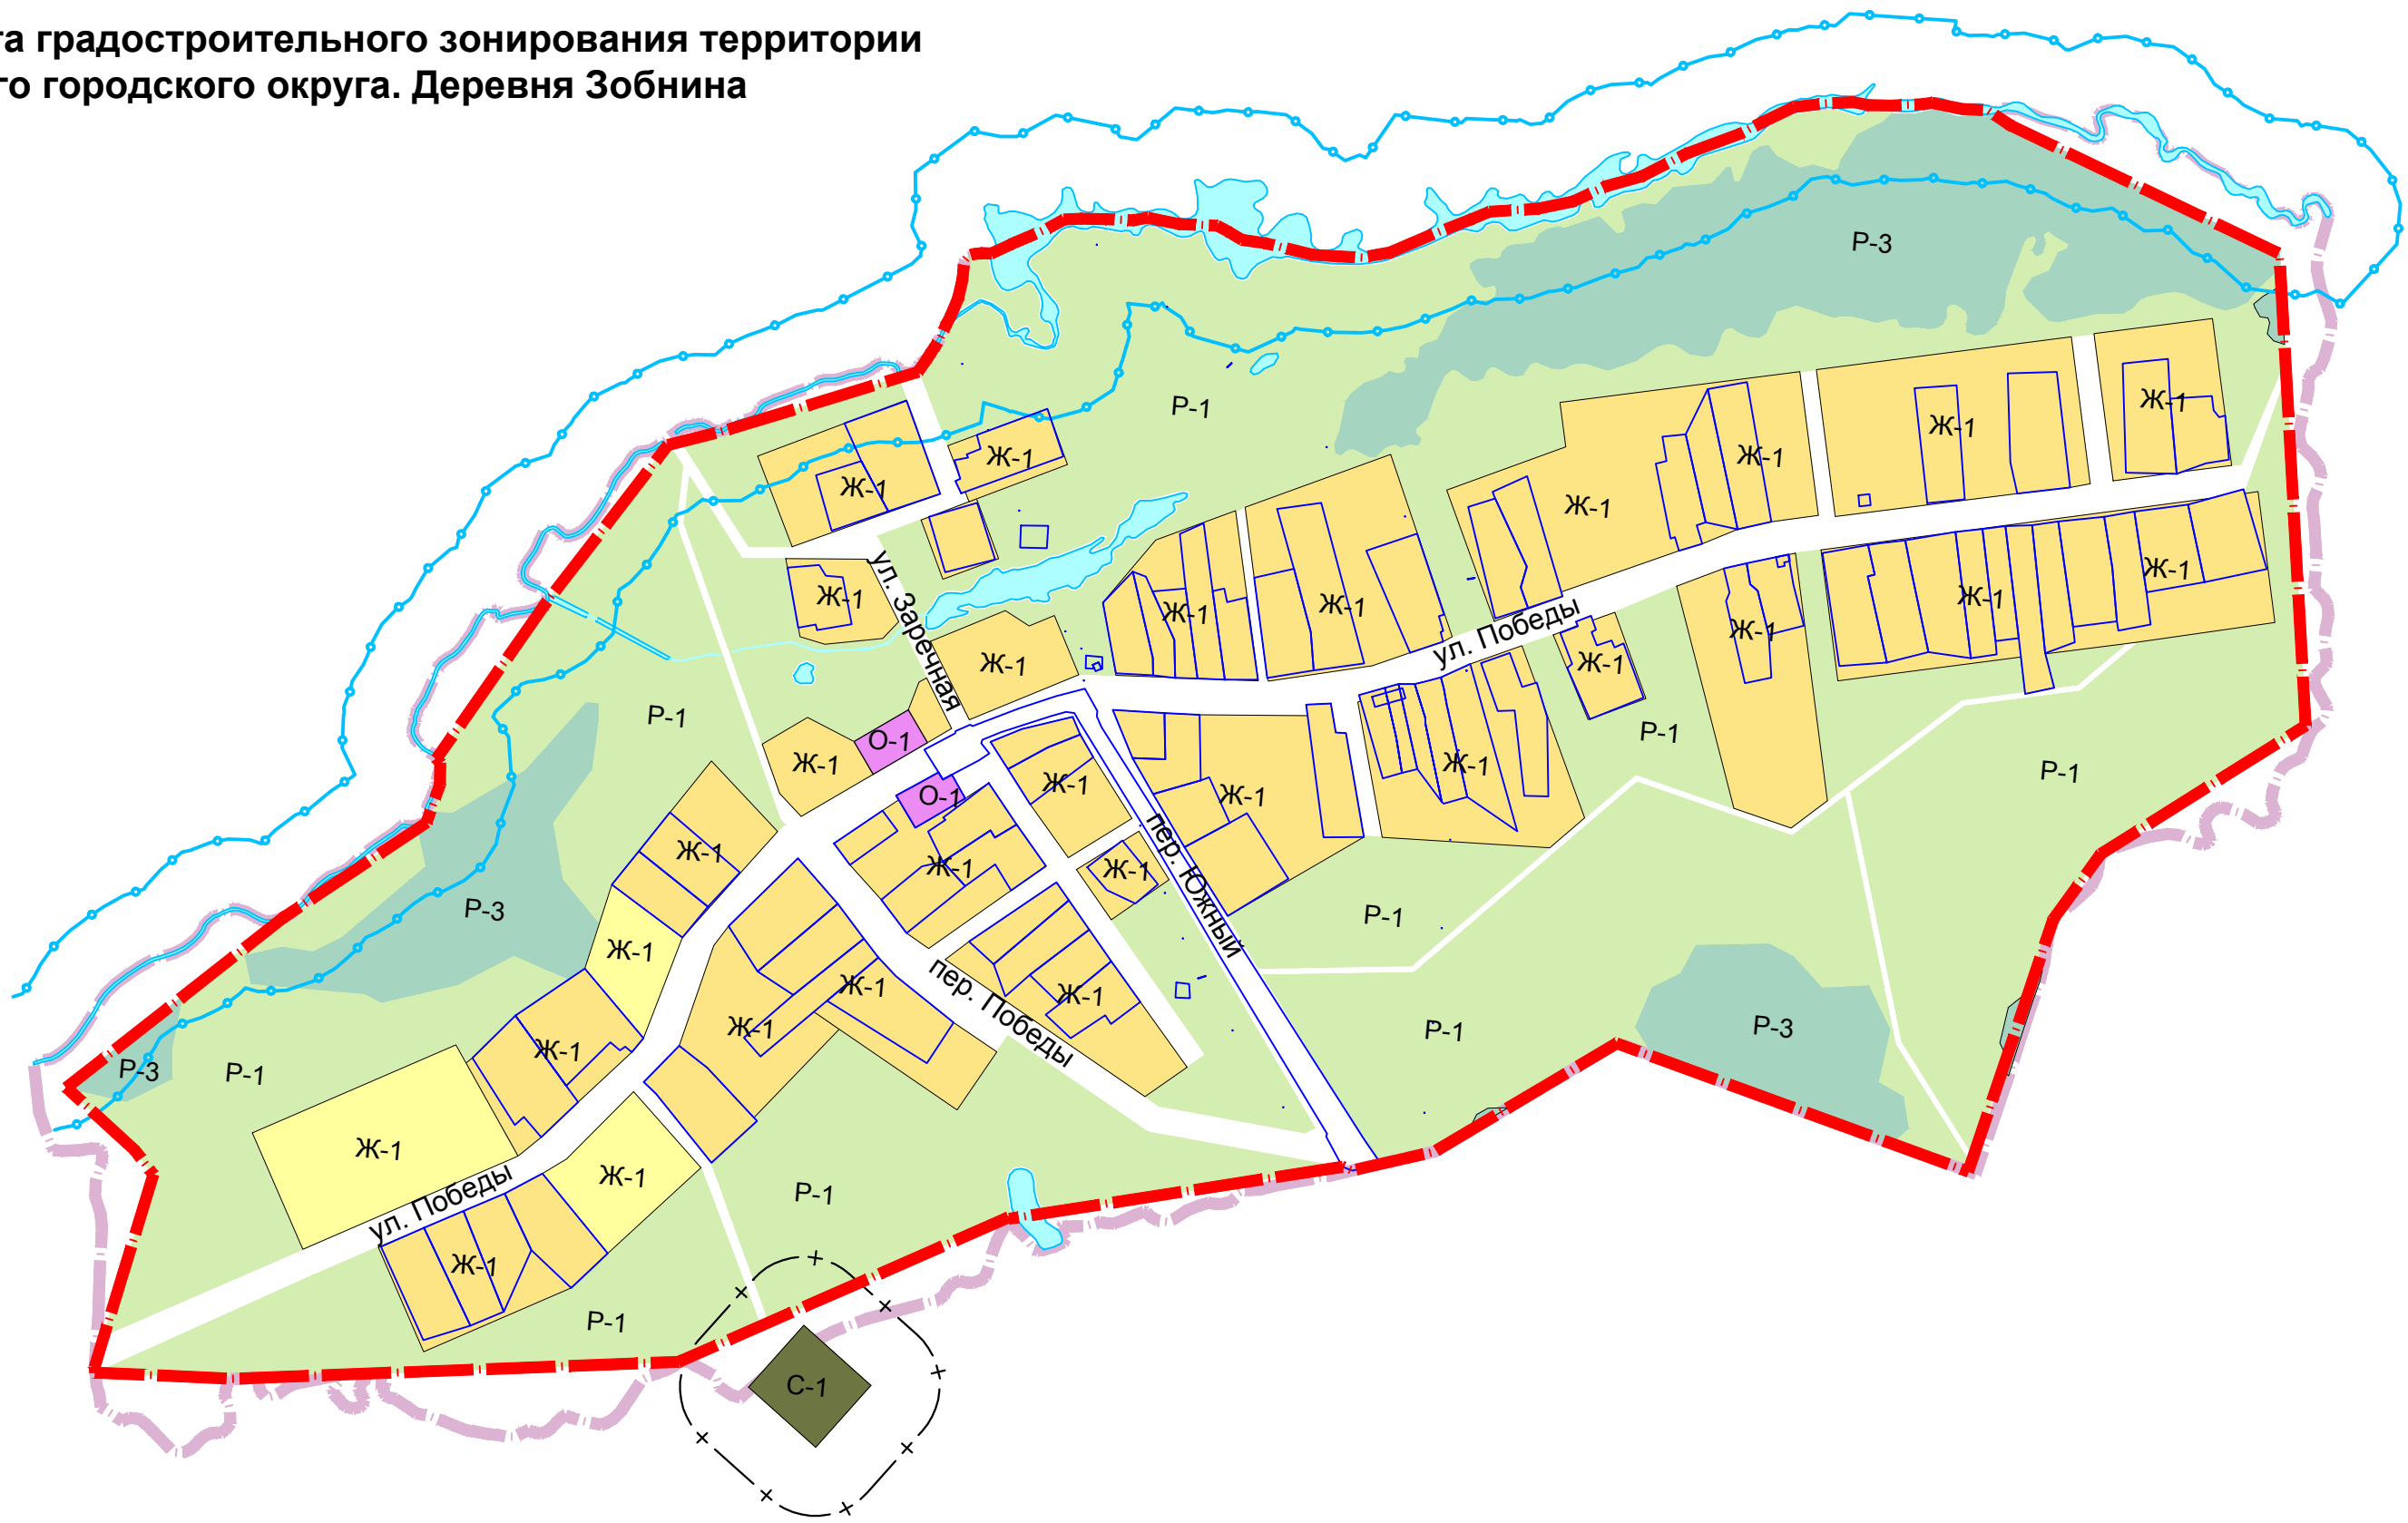 та градостроительного зонирования территории
го городского округа. Деревня Зобнина
Р-3
Р-1
Ж-1
Ж-1
Ж-1
Ж-1
Ж-1
Ж-1
Ж-1
Ж-1
Ж-1
Ж-1
Ж-1
Ж-1
ул. Заречная
ул. Победы
Ж-1
Ж-1
Ж-1
Р-1
Р-1
О-1
Ж-1
Р-1
Ж-1
Р-1
О-1
Ж-1
Ж-1
Ж-1
Ж-1
Ж-1
пер. Южный
Р-3
Р-1
Ж-1
пер. Победы
Ж-1
Ж-1
Ж-1
Р-1
Р-3
Ж-1
Р-3
Р-1
Ж-1
Ж-1
Р-1
ул. Победы
Ж-1
Р-1
С-1